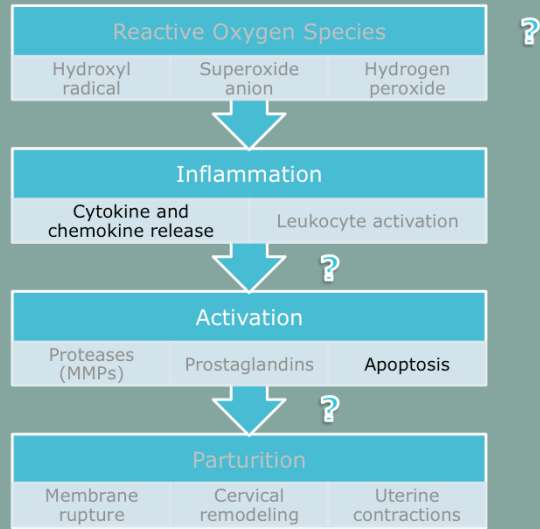 Reactive Oxygen Species
?
Hydroxyl radical
Superoxide anion
Hydrogen peroxide
Inflammation
Cytokine and
chemokine release
Leukocyte activation
?
Activation
Proteases
(MMPs)
Prostaglandins
Apoptosis
?
Parturition
Membrane
rupture
Cervical
remodeling
Uterine
contractions